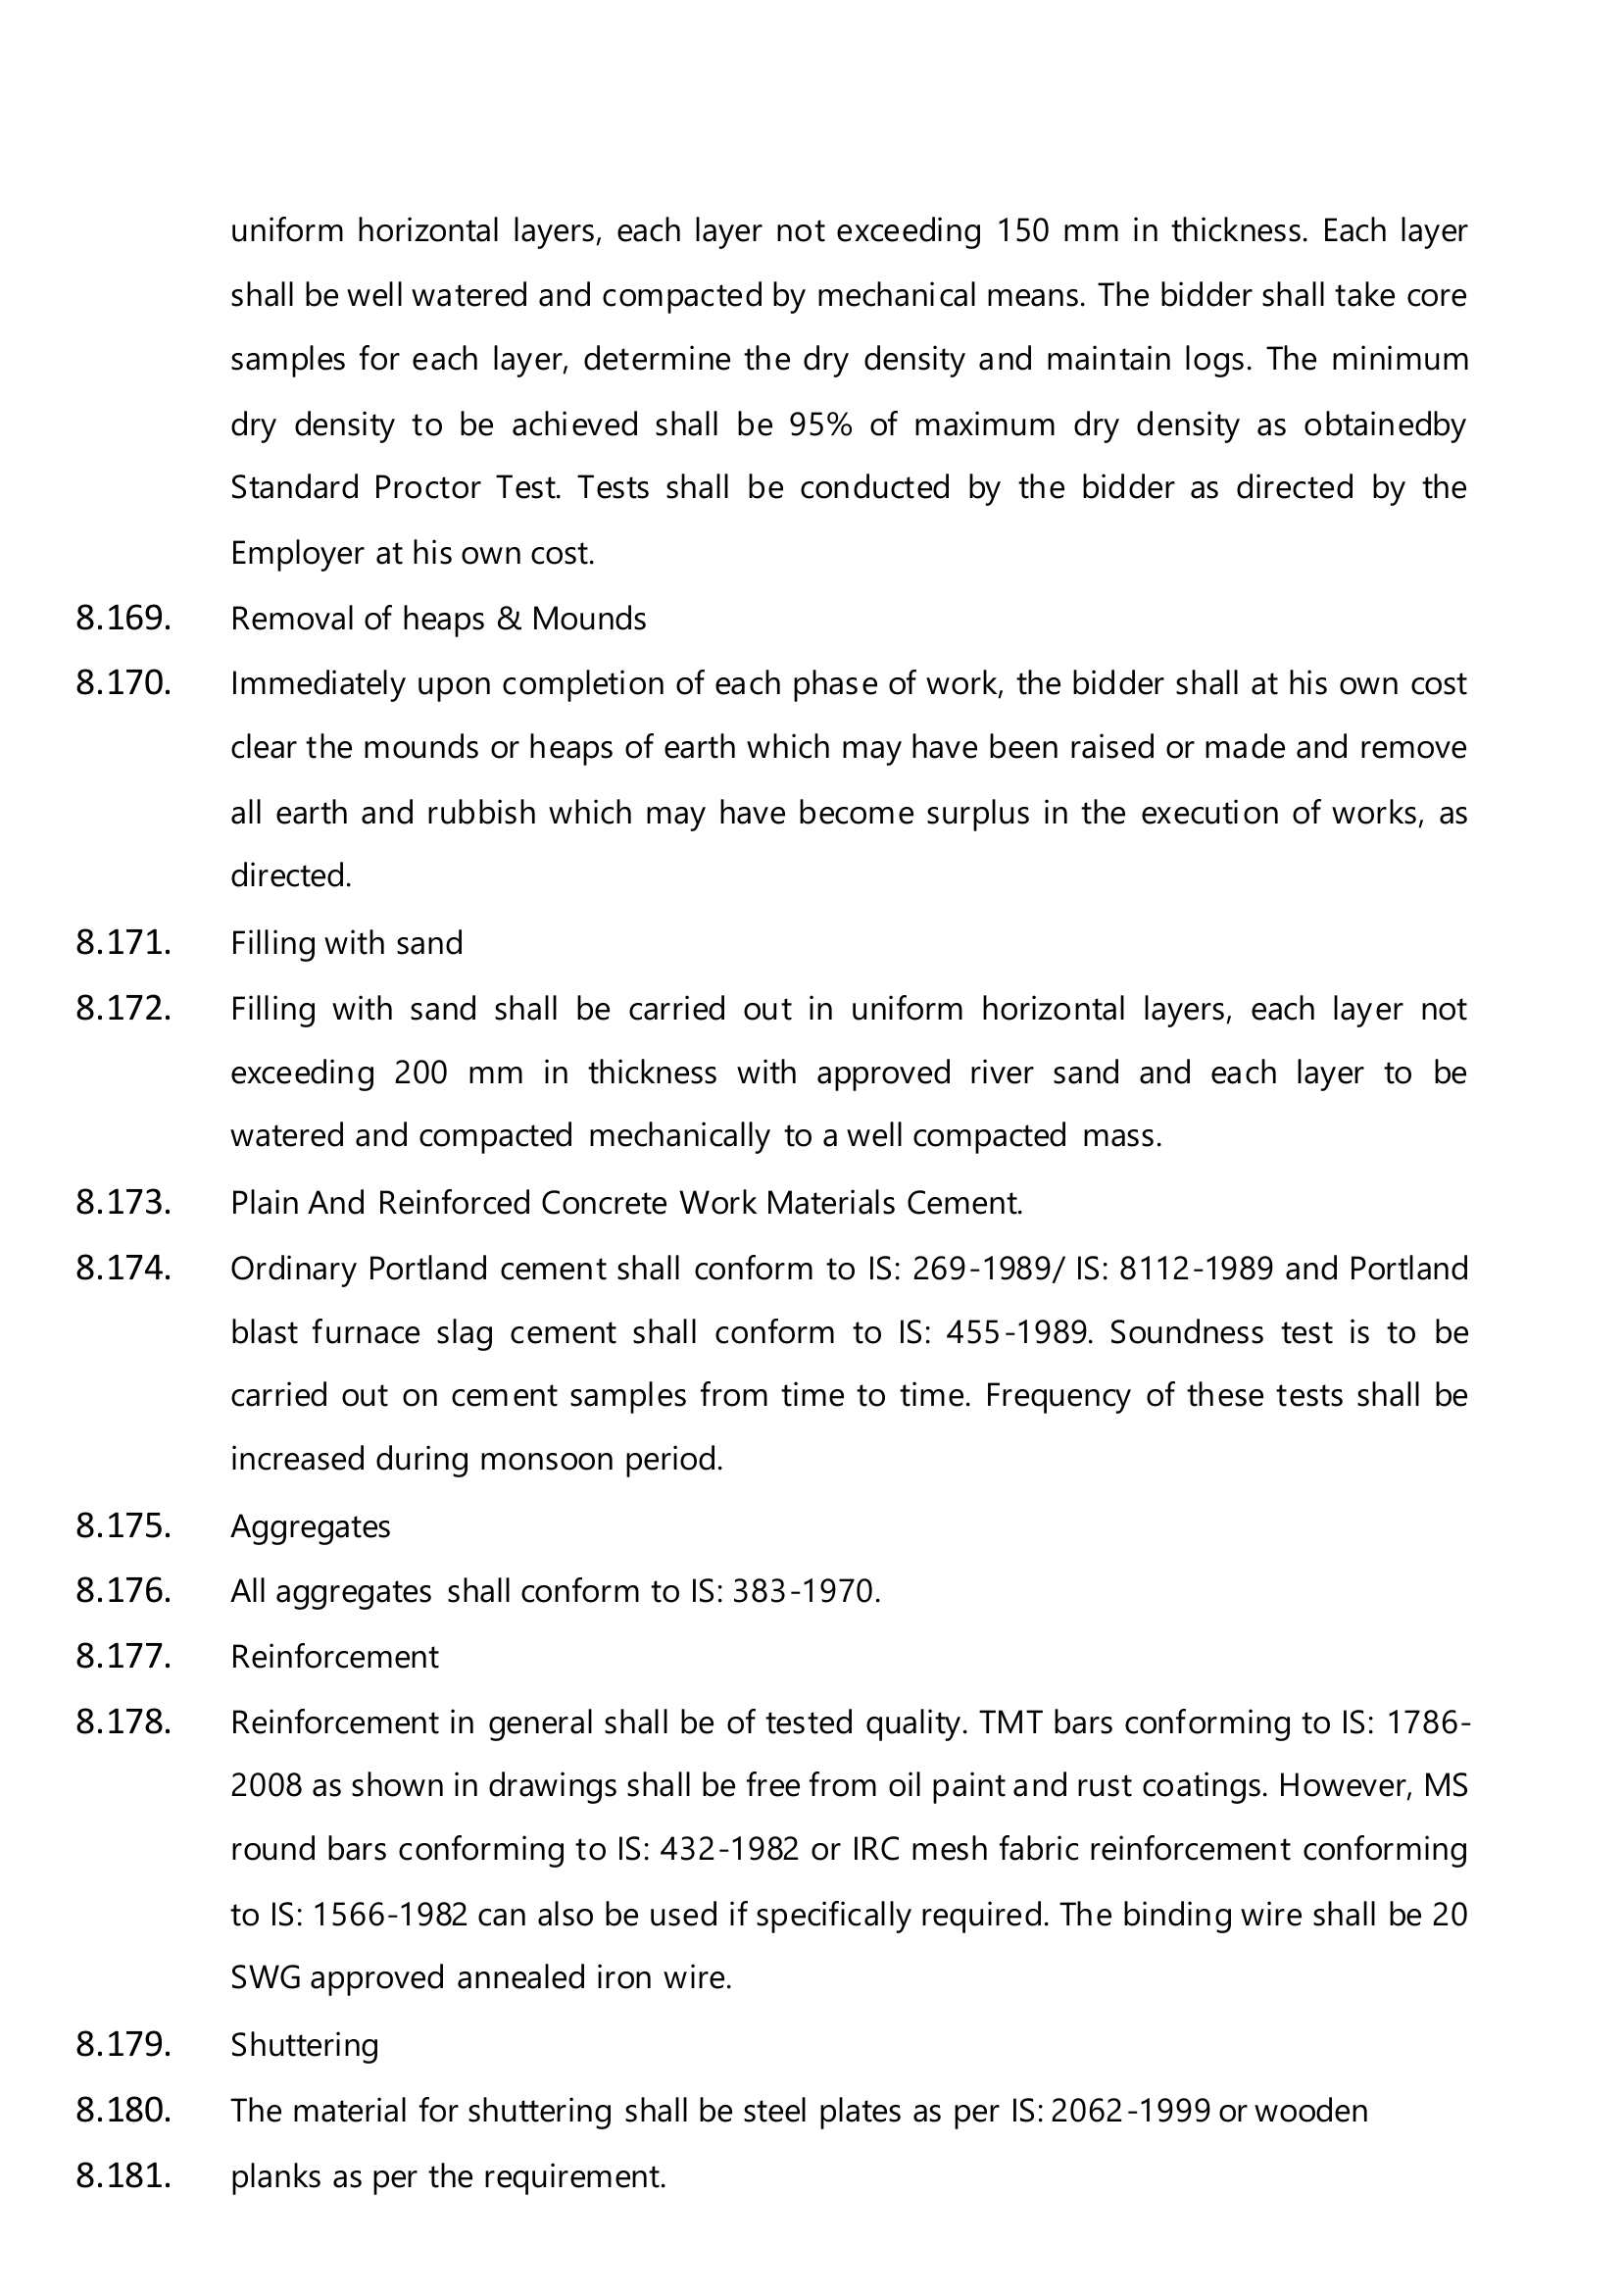 uniform horizontal layers, each layer not exceeding 150 mm in thickness. Each layer
shall be well watered and compacted by mechanical means. The bidder shall take core
samples for each layer, determine the dry density and maintain logs. The minimum
dry density to be achieved shall be 95% of maximum dry density as obtainedby
Standard Proctor Test. Tests shall be conducted by the bidder as directed by the
Employer at his own cost.
8.169. Removal of heaps & Mounds
8.170. Immediately upon completion of each phase of work, the bidder shall at his own cost
clear the mounds or heaps of earth which may have been raised or made and remove
all earth and rubbish which may have become surplus in the execution of works, as
directed.
8.171. Filling with sand
8.172. Filling with sand shall be carried out in uniform horizontal layers, each layer not
exceeding 200 mm in thickness with approved river sand and each layer to be
watered and compacted mechanically to a well compacted mass.
8.173. Plain And Reinforced Concrete Work Materials Cement.
8.174. Ordinary Portland cement shall conform to IS: 269-1989/ IS: 8112-1989 and Portland
blast furnace slag cement shall conform to IS: 455-1989. Soundness test is to be
carried out on cement samples from time to time. Frequency of these tests shall be
increased during monsoon period.
8.175. Aggregates
8.176. All aggregates shall conform to IS: 383-1970.
8.177. Reinforcement
8.178. Reinforcement in general shall be of tested quality. TMT bars conforming to IS: 1786-
2008 as shown in drawings shall be free from oil paint and rust coatings. However, MS
round bars conforming to IS: 432-1982 or IRC mesh fabric reinforcement conforming
to IS: 1566-1982 can also be used if specifically required. The binding wire shall be 20
SWG approved annealed iron wire.
8.179. Shuttering
8.180. The material for shuttering shall be steel plates as per IS: 2062-1999 or wooden
8.181. planks as per the requirement.